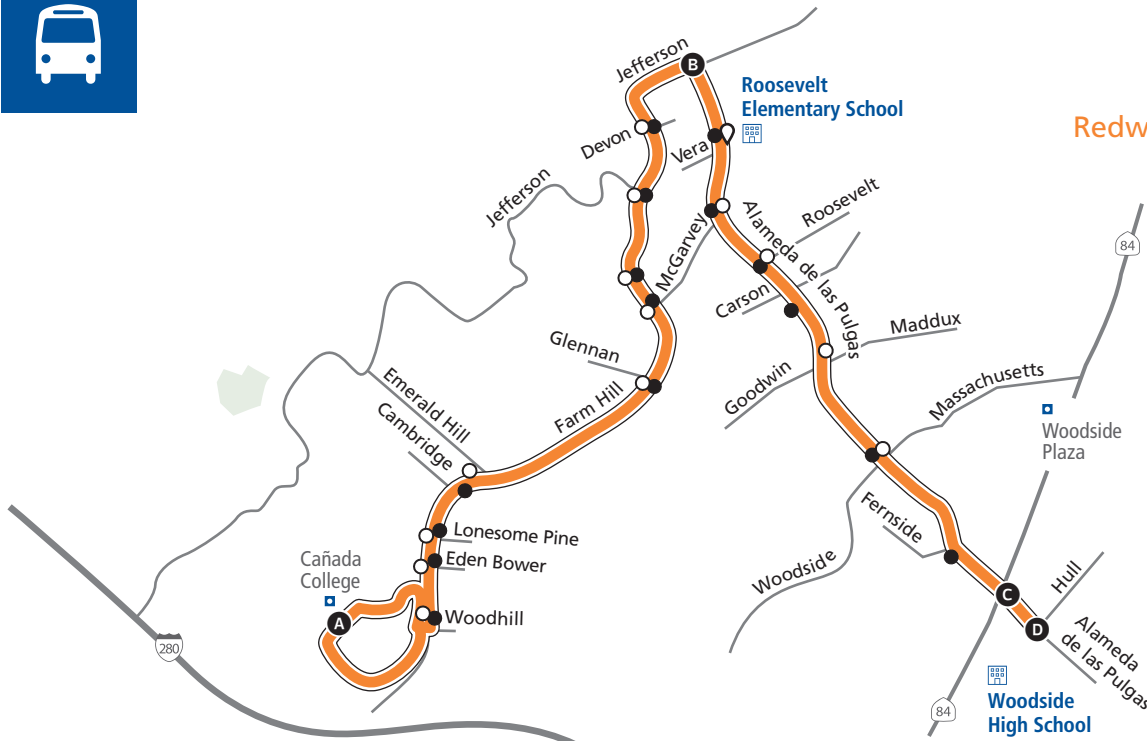 Jefferson
B
Roosevelt
Elementary School
Redw
Devon
Vera
Jefferson
Roosevelt
Alameda de las Pulgas
84
McGarvey
Carson
Maddux
Glennan
Goodwin
Massachusetts
Emerald Hill
Farm Hill
Cambridge
Woodside
Plaza
Fernside
Lonesome Pine
Eden Bower
Cañada
College
Woodside
Hull
C
A
Woodhill
D
Alameda
de las Pulgas
280
84
Woodside
High School